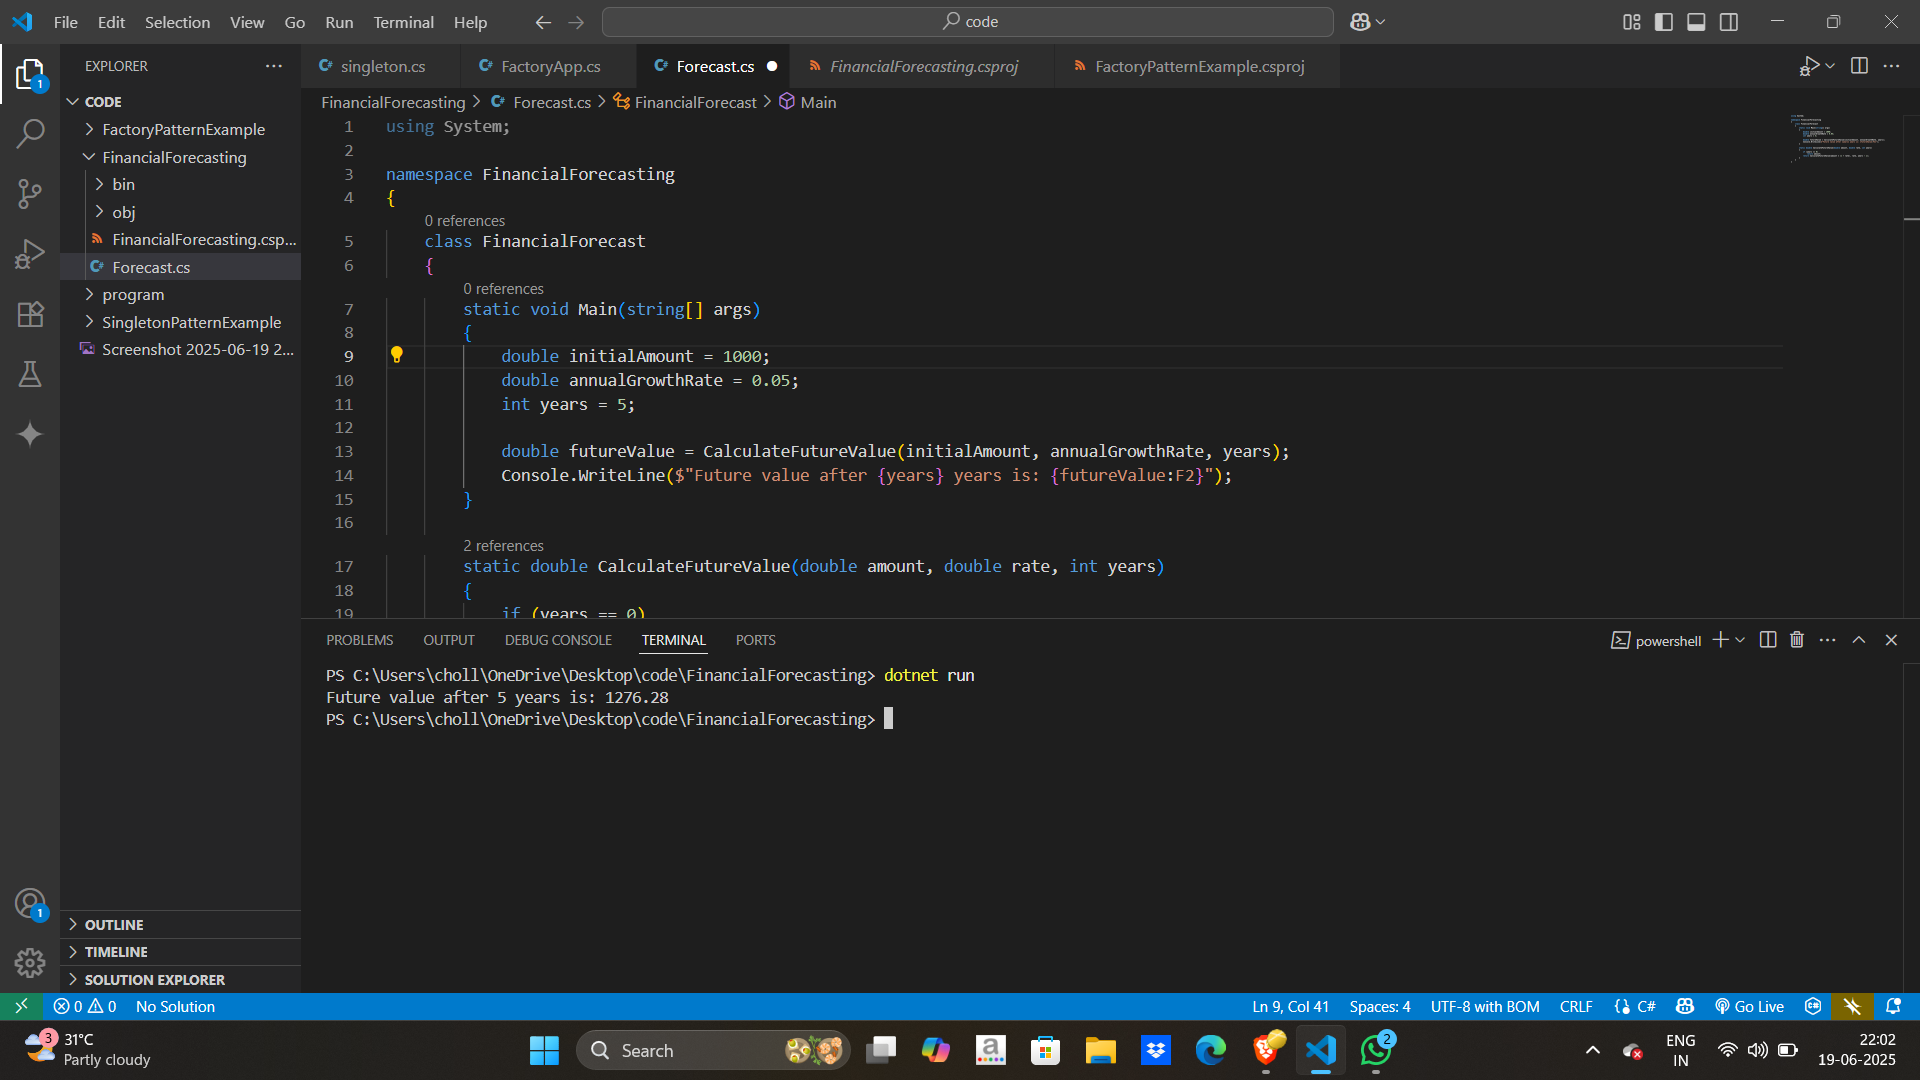 File Edit Selection View Go Run Terminal Help
code
EXPLORER
singleton.cs
FactoryApp.cs
Forecast.cs
FinancialForecasting.csproj
FactoryPatternExample.csproj
CODE
FactoryPatternExample
FinancialForecasting
bin
obj
FinancialForecasting.csp...
Forecast.cs
program
SingletonPatternExample
Screenshot 2025-06-19 2...
OUTLINE
TIMELINE
SOLUTION EXPLORER
1
1
FinancialForecasting > Forecast.cs > FinancialForecast > Main
1 using System;
2
3 namespace FinancialForecasting
4 {
0 references
5 class FinancialForecast
6 {
0 references
7 static void Main(string[] args)
8 {
9 double initialAmount = 1000;
10 double annualGrowthRate = 0.05;
11 int years = 5;
12
13 double futureValue = CalculateFutureValue(initialAmount, annualGrowthRate, years);
14 Console.WriteLine($"Future value after {years} years is: {futureValue:F2}");
15 }
16
2 references
17 static double CalculateFutureValue(double amount, double rate, int years)
18 {
19 if (years == 0)
PROBLEMS OUTPUT DEBUG CONSOLE TERMINAL PORTS
powershell
PS C:\Users\choll\OneDrive\Desktop\code\FinancialForecasting> dotnet run
Future value after 5 years is: 1276.28
PS C:\Users\choll\OneDrive\Desktop\code\FinancialForecasting>
0 0 No Solution
Ln 9, Col 41 Spaces: 4 UTF-8 with BOM CRLF C# Go Live
3
31°C
Partly cloudy
Search
2
ENG
IN
22:02
19-06-2025